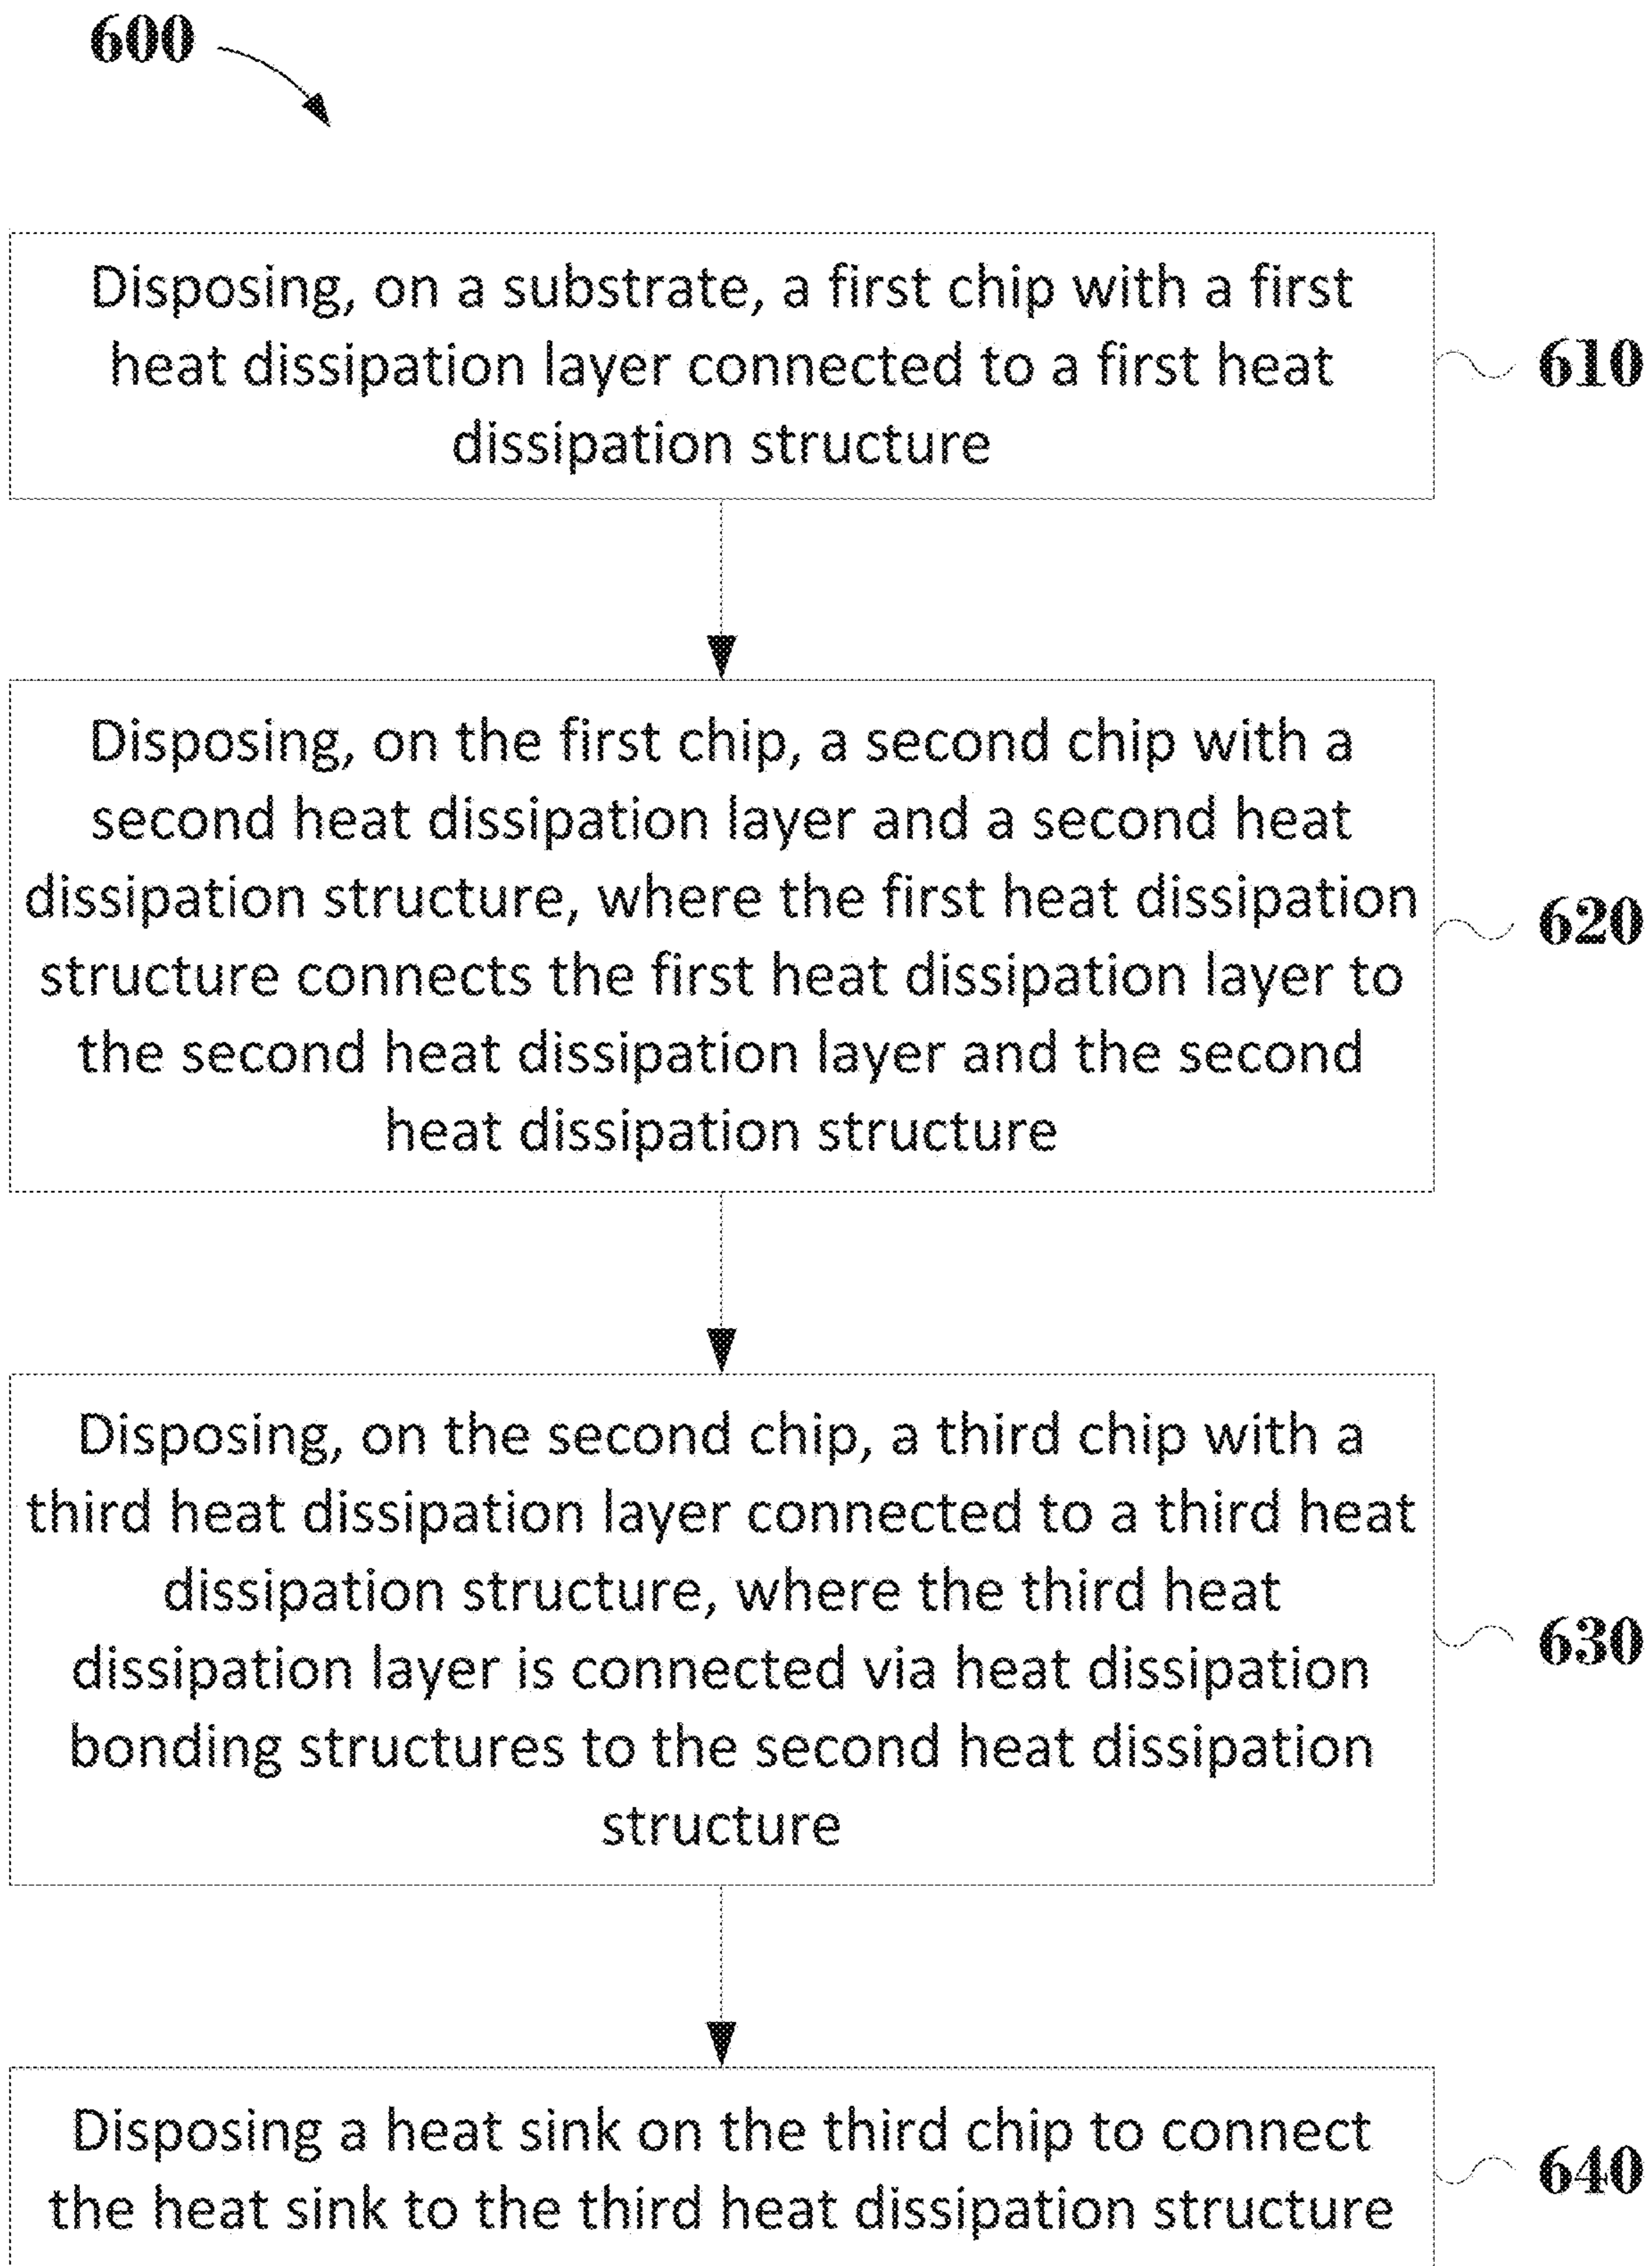 600
Disposing, on a substrate, a first chip with a first
heat dissipation layer connected to a first heat
dissipation structure
610
Disposing, on the first chip, a second chip with a
second heat dissipation layer and a second heat
dissipation structure, where the first heat dissipation
structure connects the first heat dissipation layer to
the second heat dissipation layer and the second
heat dissipation structure
620
Disposing, on the second chip, a third chip with a
third heat dissipation layer connected to a third heat
dissipation structure, where the third heat
dissipation layer is connected via heat dissipation
bonding structures to the second heat dissipation
structure
630
Disposing a heat sink on the third chip to connect
the heat sink to the third heat dissipation structure
640